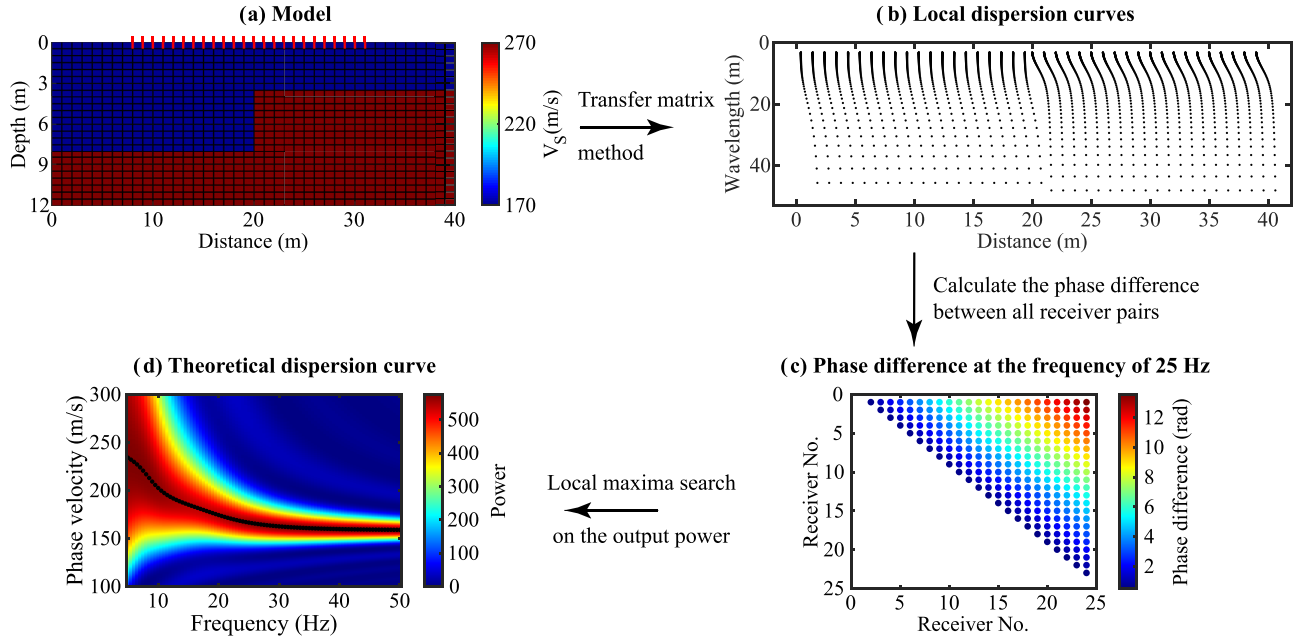 (a) Model
0
3
6
9
12
Depth (m)
0
10
20
30
40
Distance (m)
270
220
170
VS(m/s)
Transfer matrix
method
(b) Local dispersion curves
0
20
40
Wavelength (m)
0
5
10
15
20
25
30
35
40
Distance (m)
Calculate the phase difference
between all receiver pairs
(c) Phase difference at the frequency of 25 Hz
0
5
10
15
20
25
Receiver No.
0
5
10
15
20
25
Receiver No.
12
10
8
6
4
2
Phase difference (rad)
Local maxima search
on the output power
(d) Theoretical dispersion curve
300
250
200
150
100
Phase velocity (m/s)
10
20
30
40
50
Frequency (Hz)
500
400
300
200
100
0
Power